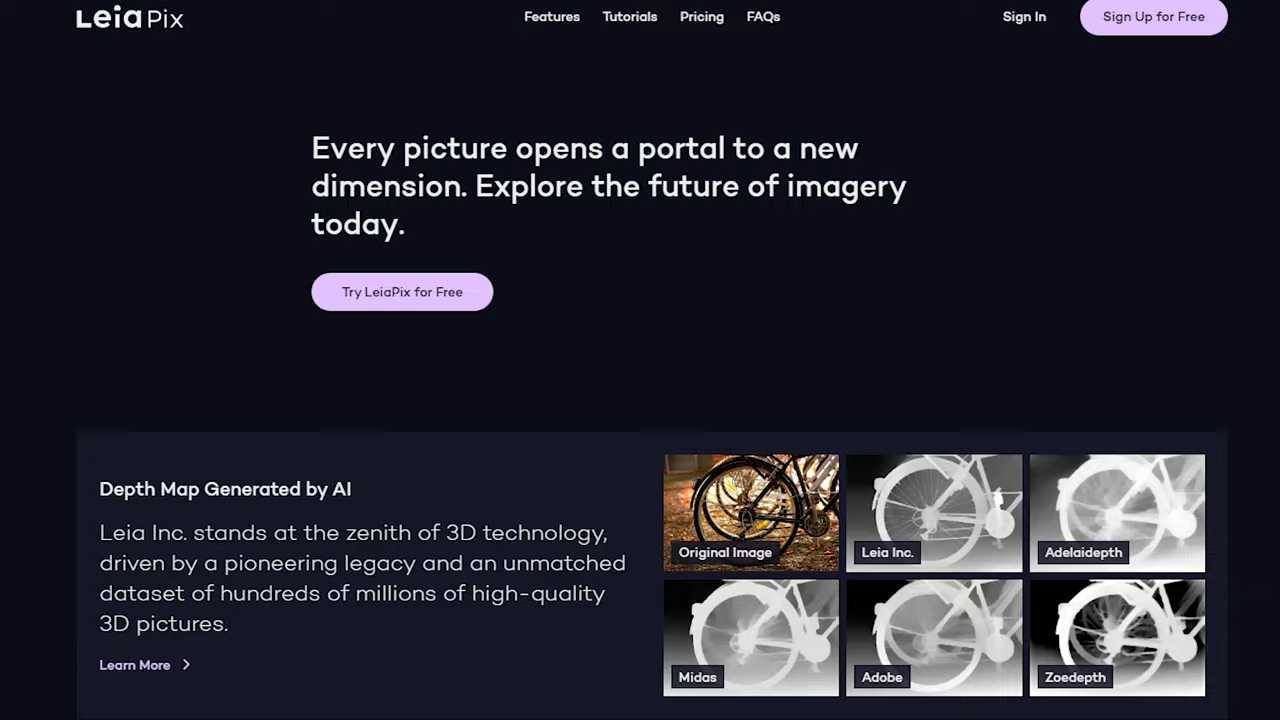 Leia Pix
Features
Tutorials
Pricing
FAQs
Sign In
Sign Up for Free
Every picture opens a portal to a new
dimension. Explore the future of imagery
today.
Try LeiaPix for Free
Depth Map Generated by AI
Leia Inc. stands at the zenith of 3D technology,
driven by a pioneering legacy and an unmatched
dataset of hundreds of millions of high-quality
3D pictures.
Learn More
Original Image
Leia Inc.
Adelaidepth
Midas
Adobe
Zoedepth